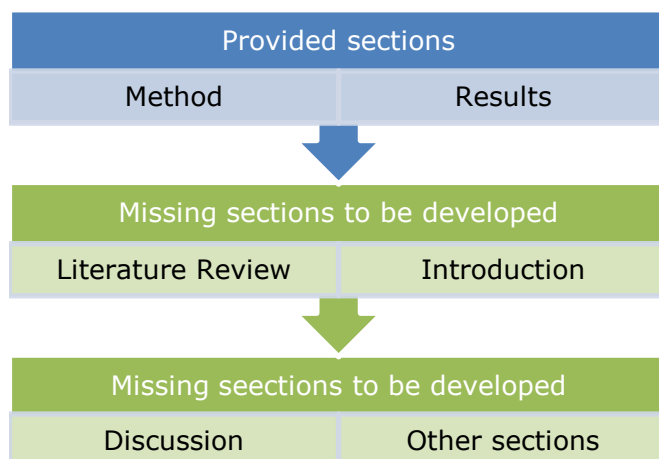 Provided sections
Method Results
Missing sections to be developed
Literature Review Introduction
Missing seections to be developed
Discussion Other sections